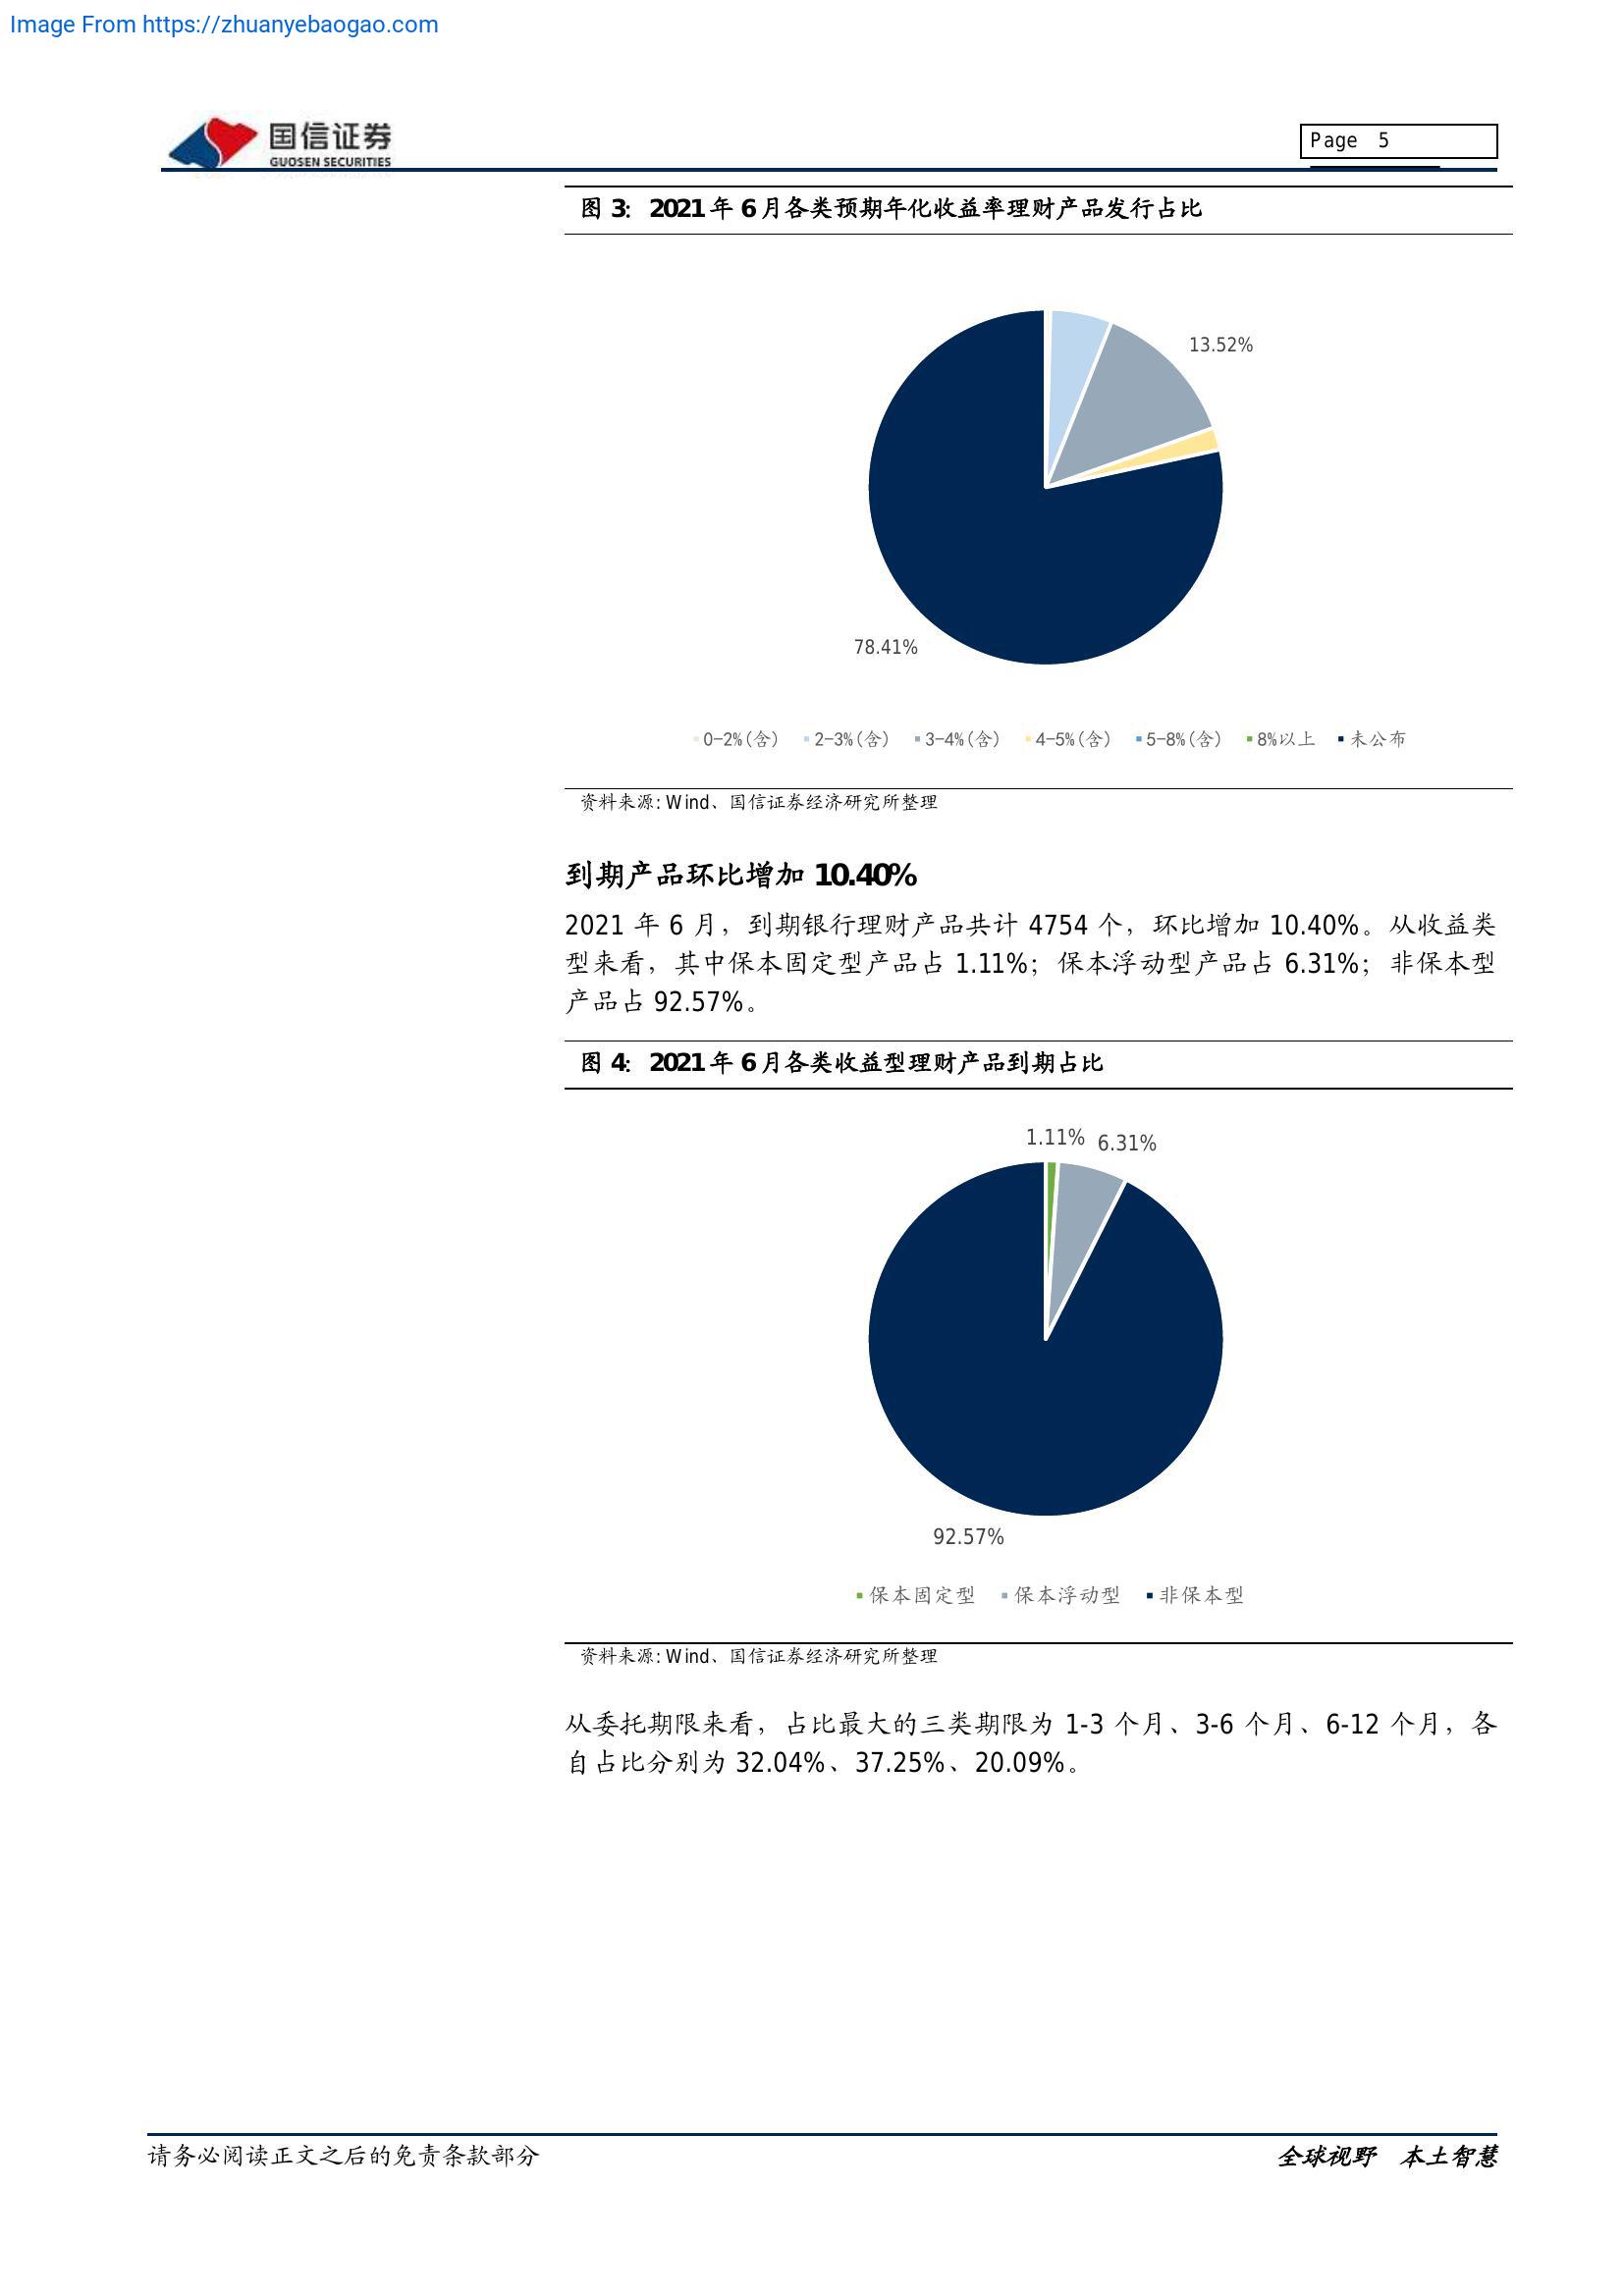 Image From https://zhuanyebaogao.com
国信证券
GUOSEN SECURITIES
Page 5
图 3: 2021 年 6 月各类预期年化收益率理财产品发行占比
13.52%
78.41%
0-2%(含) 2-3%(含) 3-4%(含) 4-5%(含) 5-8%(含) 8%以上 未公布
资料来源: Wind、国信证券经济研究所整理
到期产品环比增加 10.40%
2021 年 6 月，到期银行理财产品共计 4754 个，环比增加 10.40%。从收益类
型来看，其中保本固定型产品占 1.11%；保本浮动型产品占 6.31%；非保本型
产品占 92.57%。
图 4: 2021 年 6 月各类收益型理财产品到期占比
1.11% 6.31%
92.57%
保本固定型 保本浮动型 非保本型
资料来源: Wind、国信证券经济研究所整理
从委托期限来看，占比最大的三类期限为 1-3 个月、3-6 个月、6-12 个月，各
自占比分别为 32.04%、37.25%、20.09%。
请务必阅读正文之后的免责条款部分
全球视野 本土智慧